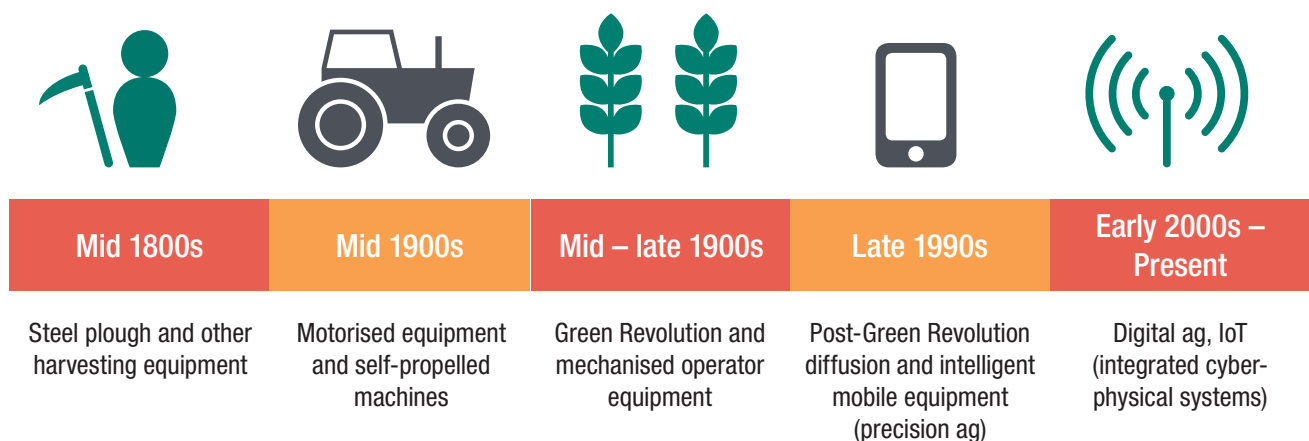 Mid 1800s
Mid 1900s
Mid – late 1900s
Late 1990s
Early 2000s –
Present
Steel plough and other
harvesting equipment
Motorised equipment
and self-propelled
machines
Green Revolution and
mechanised operator
equipment
Post-Green Revolution
diffusion and intelligent
mobile equipment
(precision ag)
Digital ag, IoT
(integrated cyber-
physical systems)